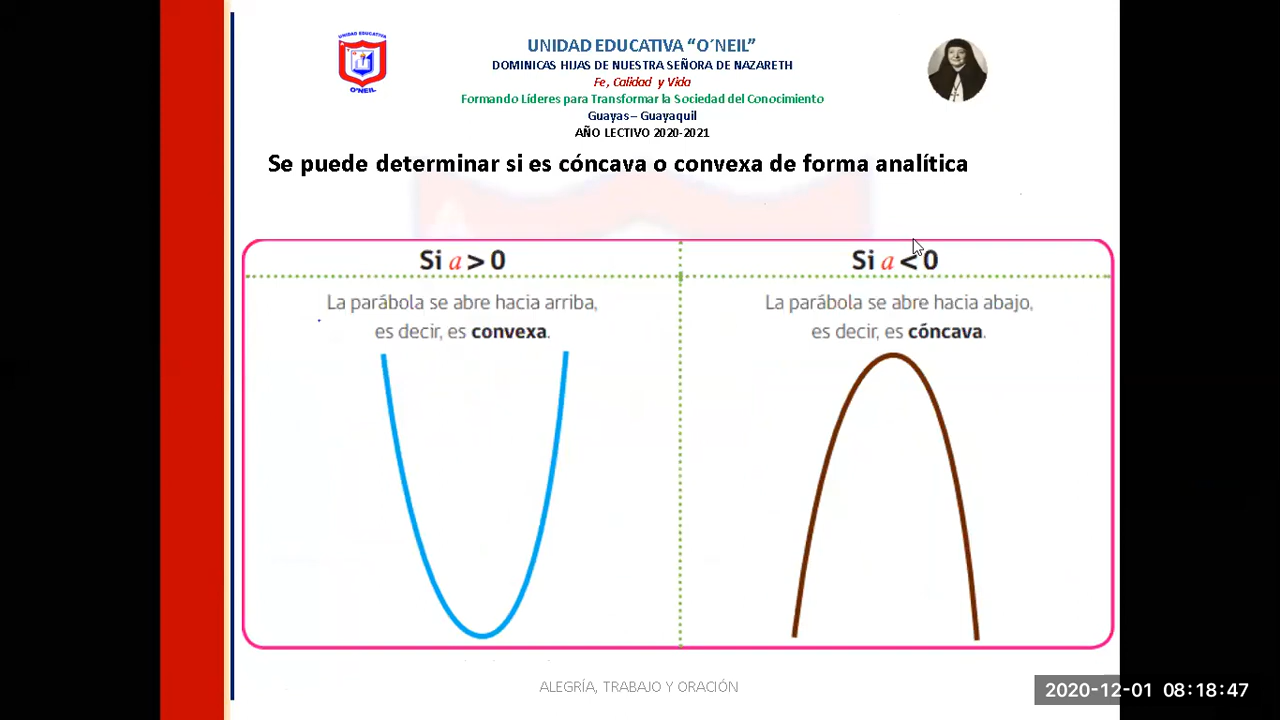 UNIDAD EDUCATIVA
O´NEIL
UNIDAD EDUCATIVA “O´NEIL”
DOMINICAS HIJAS DE NUESTRA SEÑORA DE NAZARETH
Fe, Calidad y Vida
Formando Líderes para Transformar la Sociedad del Conocimiento
Guayas – Guayaquil
AÑO LECTIVO 2020-2021
Se puede determinar si es cóncava o convexa de forma analítica
Si a > 0
La parábola se abre hacia arriba,
es decir, es convexa.
Si a < 0
La parábola se abre hacia abajo,
es decir, es cóncava.
ALEGRÍA, TRABAJO Y ORACIÓN
2020-12-01 08:18:47